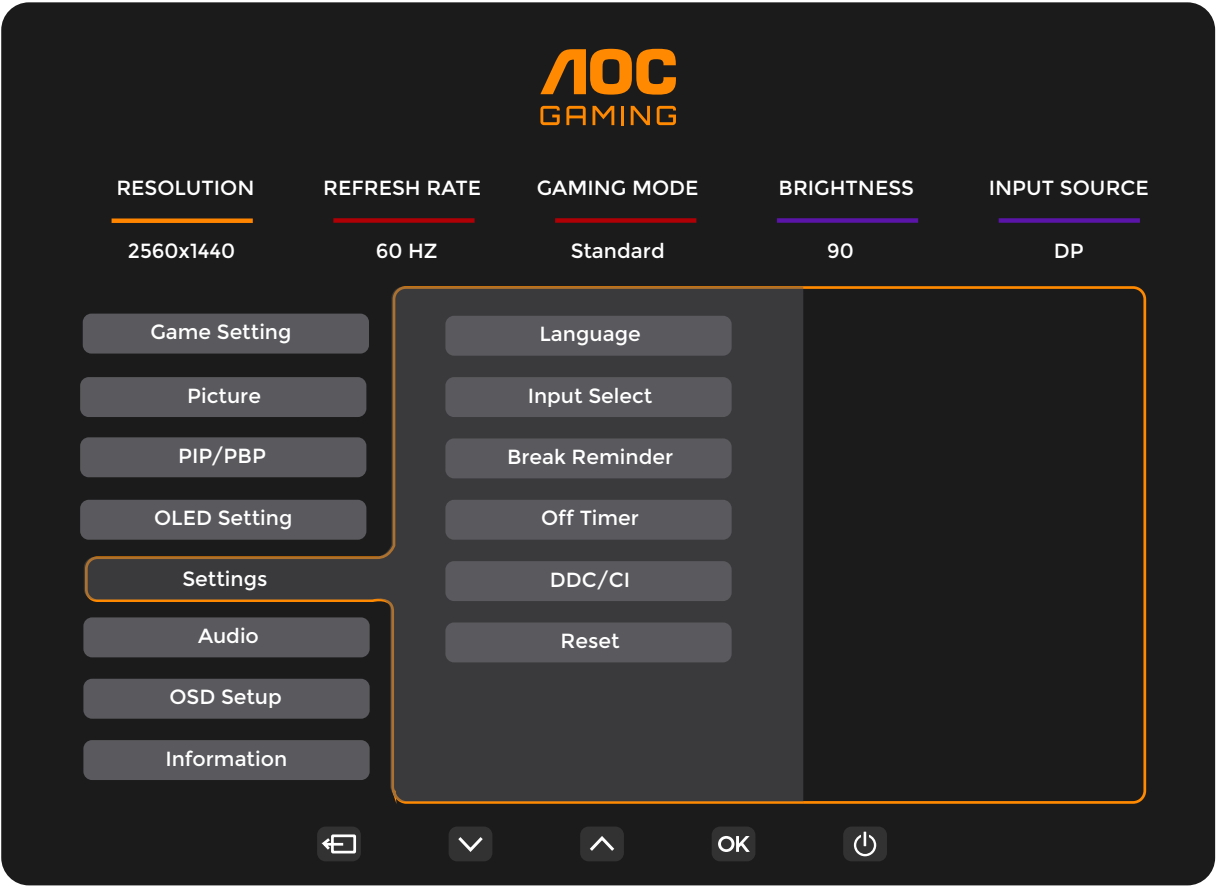 AOC
GAMING
RESOLUTION REFRESH RATE GAMING MODE BRIGHTNESS INPUT SOURCE
2560x1440 60 HZ Standard 90 DP
Game Setting
Picture
PIP/PBP
OLED Setting
Settings
Audio
OSD Setup
Information
Language
Input Select
Break Reminder
Off Timer
DDC/CI
Reset
OK